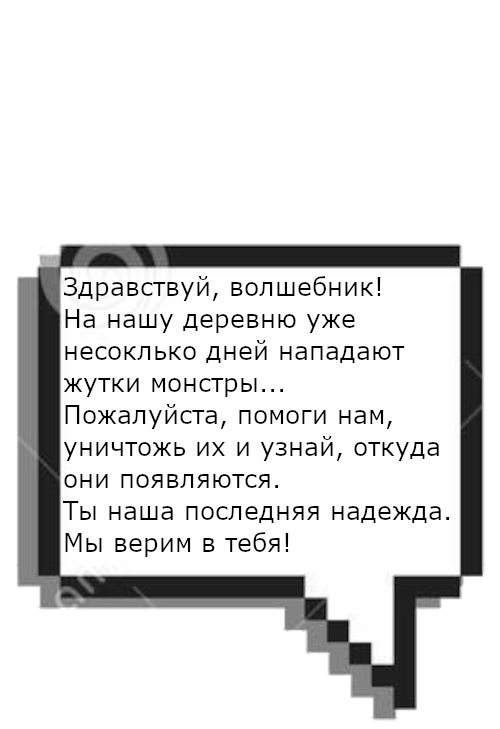 Здравствуй, волшебник!
На нашу деревню уже
несоклько дней нападают
жутки монстры...
Пожалуйста, помоги нам,
уничтожь их и узнай, откуда
они появляются.
Ты наша последняя надежда.
Мы верим в тебя!